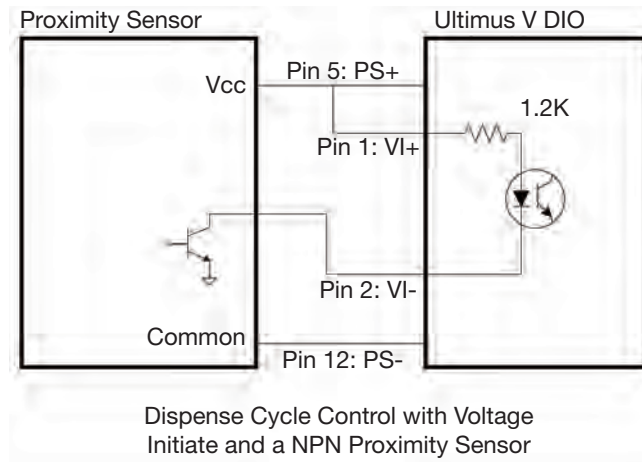 Proximity Sensor
Ultimus V DIO
Vcc
Pin 5: PS+
1.2K
Pin 1: VI+
Pin 2: VI-
Common
Pin 12: PS-
Dispense Cycle Control with Voltage
Initiate and a NPN Proximity Sensor